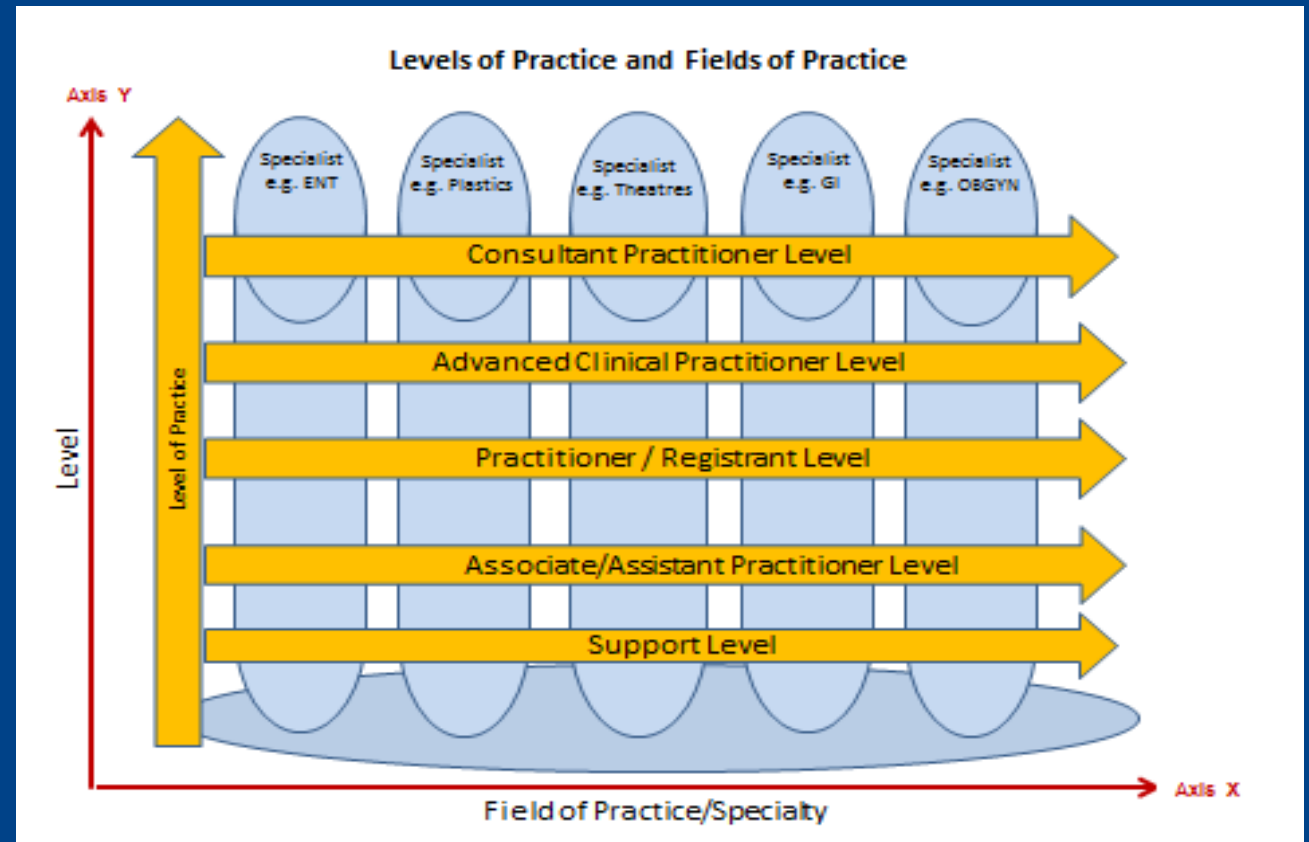 Levels of Practice and Fields of Practice
Axis Y
Specialist
e.g. ENT
Specialist
e.g. Plastics
Specialist
e.g. Theatres
Specialist
e.g. GI
Specialist
e.g. OBGYN
Consultant Practitioner Level
Advanced Clinical Practitioner Level
Level of Practice
Level
Practitioner / Registrant Level
Associate/Assistant Practitioner Level
Support Level
Axis X
Field of Practice/Specialty